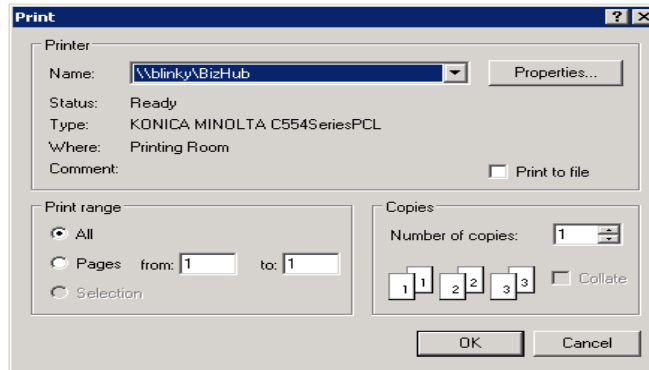 Print
Printer
Name: \\blinky\BizHub Properties...
Status: Ready
Type: KONICA MINOLTA C554SeriesPCL
Where: Printing Room
Comment: Print to file
Print range
All
Pages from: 1 to: 1
Selection
Copies
Number of copies: 1
1 1 2 2 3 3 Collate
OK Cancel